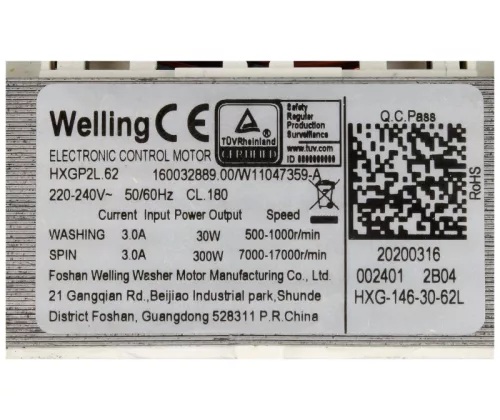 Welling CE
TÜVRheinland
CERTIFIED
Safety
Regular
Production
Surveillance
www.tuv.com
ID 0000000000
ELECTRONIC CONTROL MOTOR
HXGP2L.62 160032889.00/W11047359-A
220-240V~ 50/60Hz CL.180
Current Input Power Output Speed
WASHING 3.0A 30W 500-1000r/min
SPIN 3.0A 300W 7000-17000r/min
Foshan Welling Washer Motor Manufacturing Co., Ltd.
21 Gangqian Rd.,Beijiao Industrial park,Shunde
District Foshan, Guangdong 528311 P.R.China
Q.C.Pass
RoHS
20200316
002401 2B04
HXG-146-30-62L